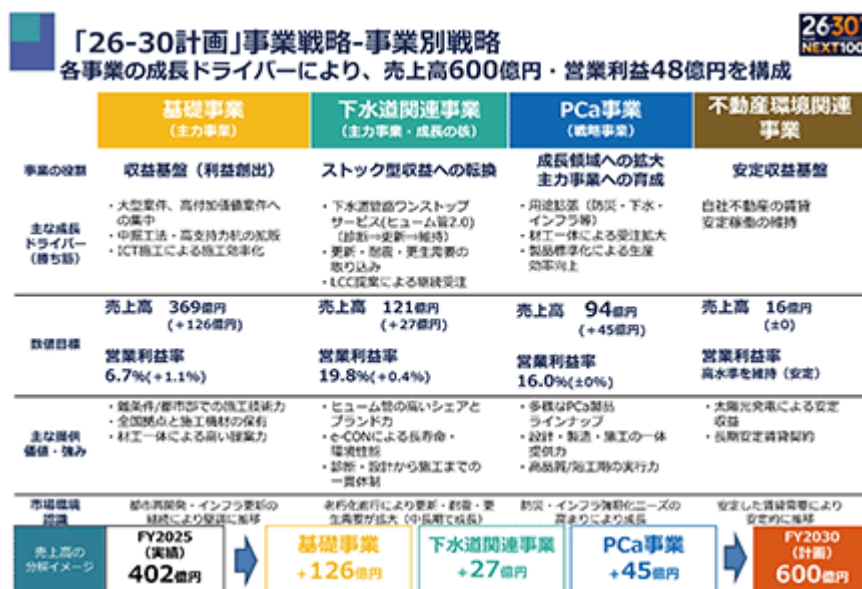 「26-30計画」事業戦略-事業別戦略
26-30
NEXT100
各事業の成長ドライバーにより、売上高600億円・営業利益48億円を構成
基礎事業
(主力事業)
下水道関連事業
(主力事業・成長の核)
PCa事業
(戦略事業)
不動産環境関連
事業
事業の役割
収益基盤(利益創出)
ストック型収益への転換
成長領域への拡大
主力事業への育成
安定収益基盤
主な成長
ドライバー
(勝ち筋)
・大型案件、高付加価値案件へ
の集中
・中掘工法・高支持力杭の拡販
・ICT施工による施工効率化
・下水道管路ワンストップ
サービス(ヒューム管2.0)
(診断⇒更新⇒維持)
・更新・耐震・更生需要の
取り込み
・LCC提案による継続受注
・用途拡張(防災・下水・
インフラ等)
・材工一体による受注拡大
・製品標準化による生産
効率向上
自社不動産の賃貸
安定稼働の維持
数値目標
売上高 369億円
(+126億円)
営業利益率
6.7%(+1.1%)
売上高 121億円
(+27億円)
営業利益率
19.8%(+0.4%)
売上高 94億円
(+45億円)
営業利益率
16.0%(±0%)
売上高 16億円
(±0)
営業利益率
高水準を維持(安定)
主な提供
価値・強み
・難条件/都市部での施工技術力
・全国拠点と施工機材の保有
・材工一体による高い提案力
・ヒューム管の高いシェアと
ブランド力
・e-CONによる長寿命・
環境性能
・診断・設計から施工までの
一貫体制
・多様なPCa製品
ラインナップ
・設計・製造・施工の一体
提供力
・高品質/短工期の実行力
・太陽光発電による安定
収益
・長期安定賃貸契約
市場環境
認識
都市再開発・インフラ更新の
継続により堅調に推移
老朽化進行により更新・耐震・更
生需要が拡大(中長期で成長)
防災・インフラ強靭化ニーズの
高まりにより成長
安定した賃貸需要により
安定的に推移
売上高の
分解イメージ
FY2025
(実績)
402億円
基礎事業
+126億円
下水道関連事業
+27億円
PCa事業
+45億円
FY2030
(計画)
600億円